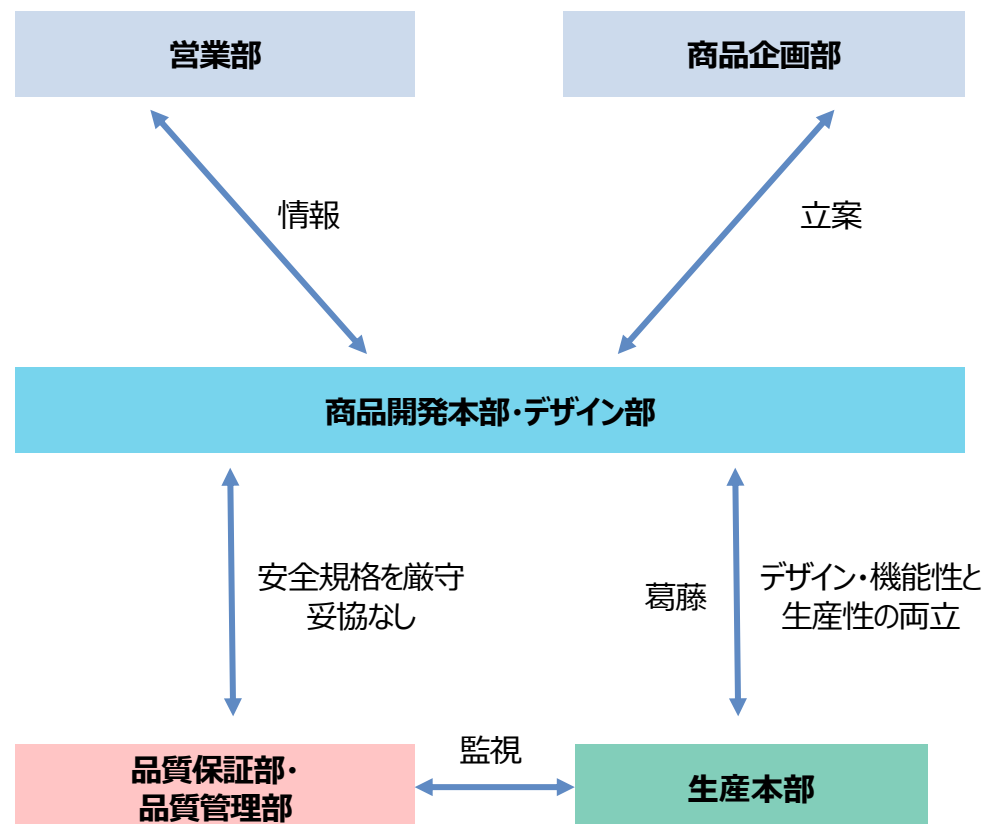 営業部
商品企画部
情報
立案
商品開発本部・デザイン部
安全規格を厳守
妥協なし
葛藤
デザイン・機能性と
生産性の両立
品質保証部・
品質管理部
監視
生産本部